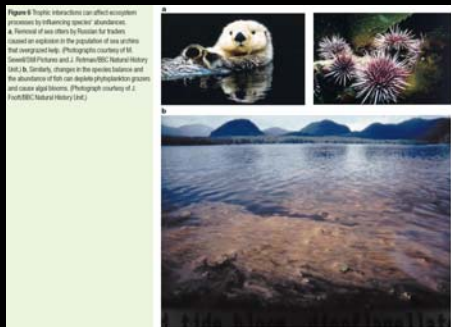 Figure 6 Trophic interactions can affect ecosystem
processes by influencing species' abundances.
a, Removal of sea otters by Russian fur traders
caused an explosion in the population of sea urchins
that overgrazed kelp. (Photographs courtesy of M.
Sewell/Still Pictures and J. Rotman/BBC Natural History
Unit.) b, Similarly, changes in the species balance and
the abundance of fish can deplete phytoplankton grazers
and cause algal blooms. (Photograph courtesy of J.
Foott/BBC Natural History Unit.)
a
b